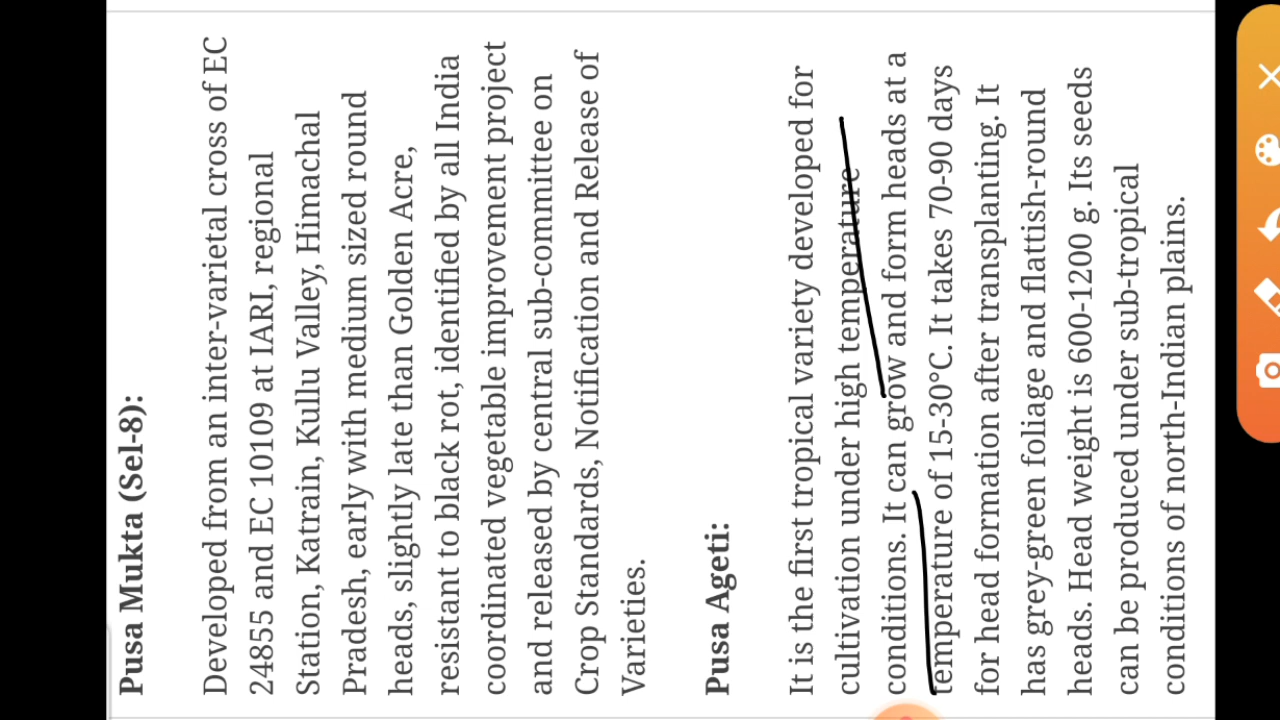 Pusa Mukta (Sel-8):
Developed from an inter-varietal cross of EC
24855 and EC 10109 at IARI, regional
Station, Katrain, Kullu Valley, Himachal
Pradesh, early with medium sized round
heads, slightly late than Golden Acre,
resistant to black rot, identified by all India
coordinated vegetable improvement project
and released by central sub-committee on
Crop Standards, Notification and Release of
Varieties.
Pusa Ageti:
It is the first tropical variety developed for
cultivation under high temperature
conditions. It can grow and form heads at a
temperature of 15-30°C. It takes 70-90 days
for head formation after transplanting. It
has grey-green foliage and flattish-round
heads. Head weight is 600-1200 g. Its seeds
can be produced under sub-tropical
conditions of north-Indian plains.